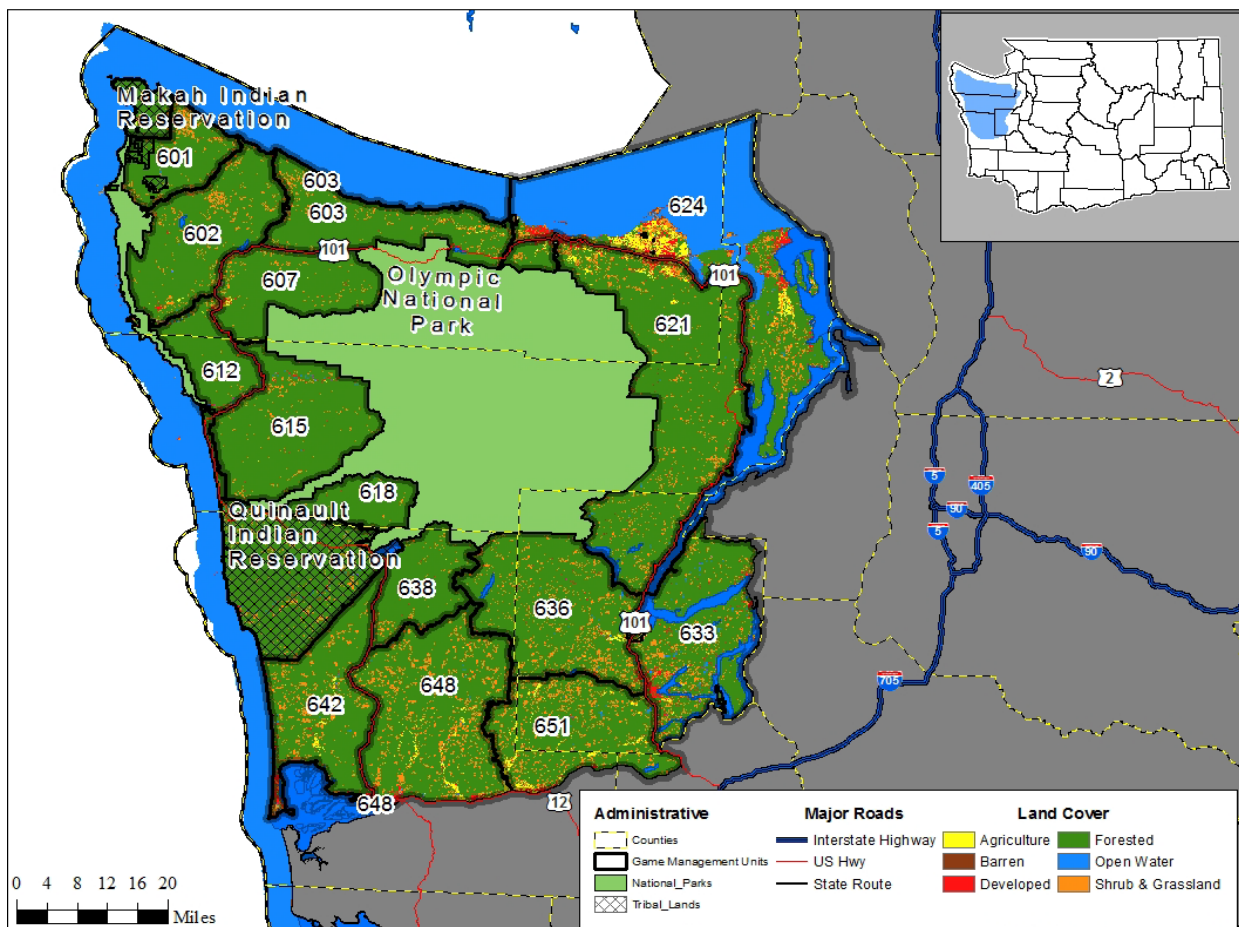 Makah Indian
Reservation
601
603
603
602
624
101
607
Olympic
National
Park
101
621
612
2
615
5
405
618
90
Quinault
Indian
Reservation
5
90
638
636
101
633
705
642
648
651
648
12
Administrative
Counties
Game Management Units
National_Parks
Tribal_Lands
Major Roads
Interstate Highway
US Hwy
State Route
Land Cover
Agriculture
Barren
Developed
Forested
Open Water
Shrub & Grassland
0 4 8 12 16 20
Miles